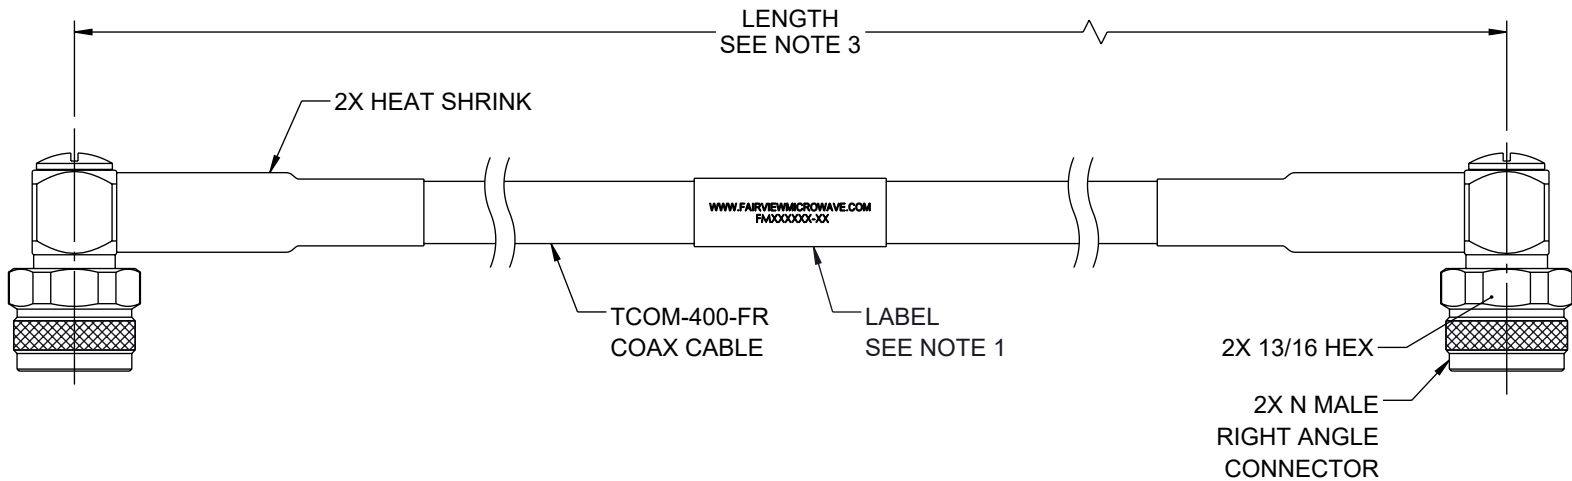 LENGTH
SEE NOTE 3
2X HEAT SHRINK
WWW.FAIRVIEWMICROWAVE.COM
FMXXXXXX-XX
TCOM-400-FR
COAX CABLE
LABEL
SEE NOTE 1
2X 13/16 HEX
2X N MALE
RIGHT ANGLE
CONNECTOR